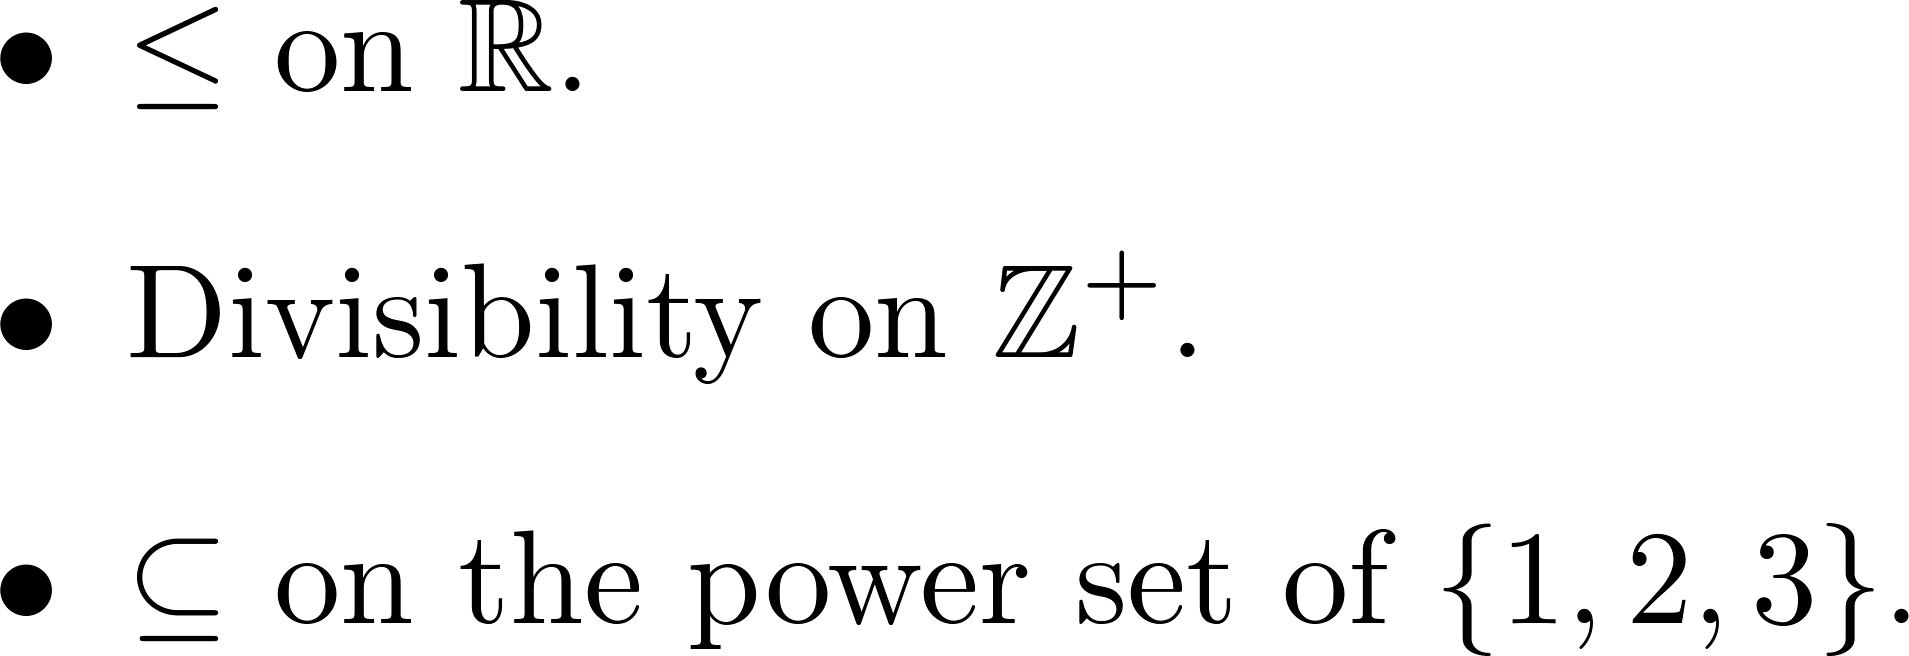 • ≤ on ℝ.
• Divisibility on ℤ⁺.
• ⊆ on the power set of {1, 2, 3}.